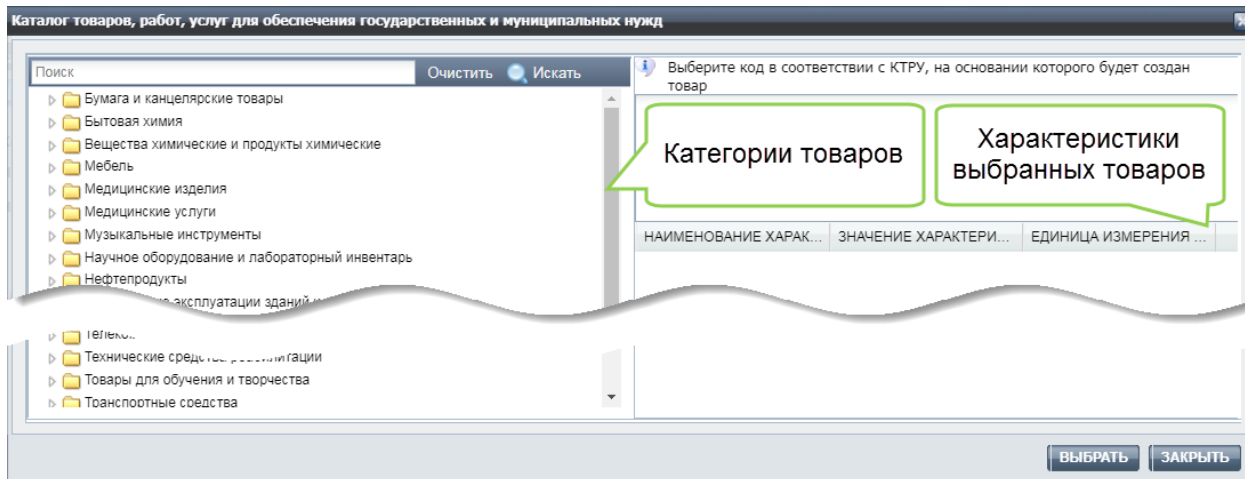 Каталог товаров, работ, услуг для обеспечения государственных и муниципальных нужд
Поиск
Очистить
Искать
Бумага и канцелярские товары
Бытовая химия
Вещества химические и продукты химические
Мебель
Медицинские изделия
Медицинские услуги
Музыкальные инструменты
Научное оборудование и лабораторный инвентарь
Нефтепродукты
эксплуатации зданий
Технические средства реабилитации
Товары для обучения и творчества
Транспортные средства
Выберите код в соответствии с КТРУ, на основании которого будет создан
товар
Категории товаров
Характеристики
выбранных товаров
НАИМЕНОВАНИЕ ХАРАК...
ЗНАЧЕНИЕ ХАРАКТЕРИ...
ЕДИНИЦА ИЗМЕРЕНИЯ ...
ВЫБРАТЬ
ЗАКРЫТЬ